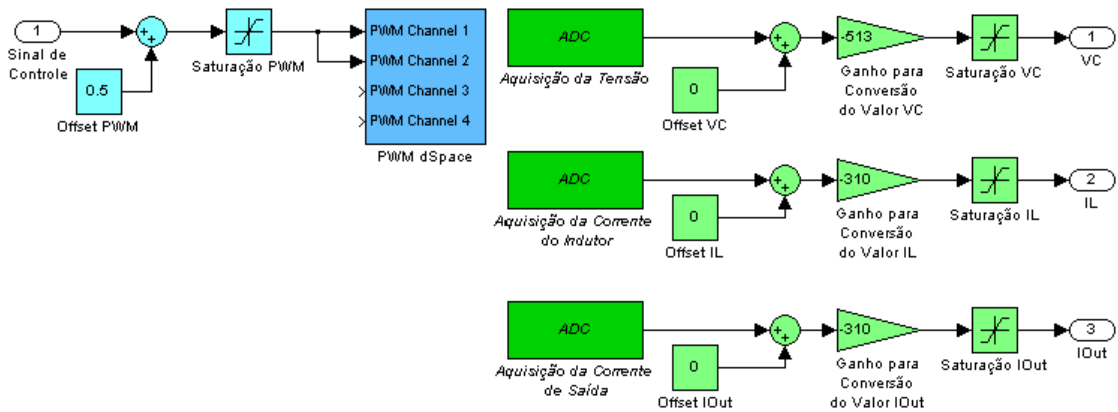 1
Sinal de
Controle
0.5
Offset PWM
Saturação PWM
PWM Channel 1
PWM Channel 2
PWM Channel 3
PWM Channel 4
PWM dSpace
ADC
Aquisição da Tensão
0
Offset VC
-513
Ganho para
Conversão
do Valor VC
Saturação VC
1
VC
ADC
Aquisição da Corrente
do Indutor
0
Offset IL
-310
Ganho para
Conversão
do Valor IL
Saturação IL
2
IL
ADC
Aquisição da Corrente
de Saída
0
Offset IOut
-310
Ganho para
Conversão
do Valor IOut
Saturação IOut
3
IOut